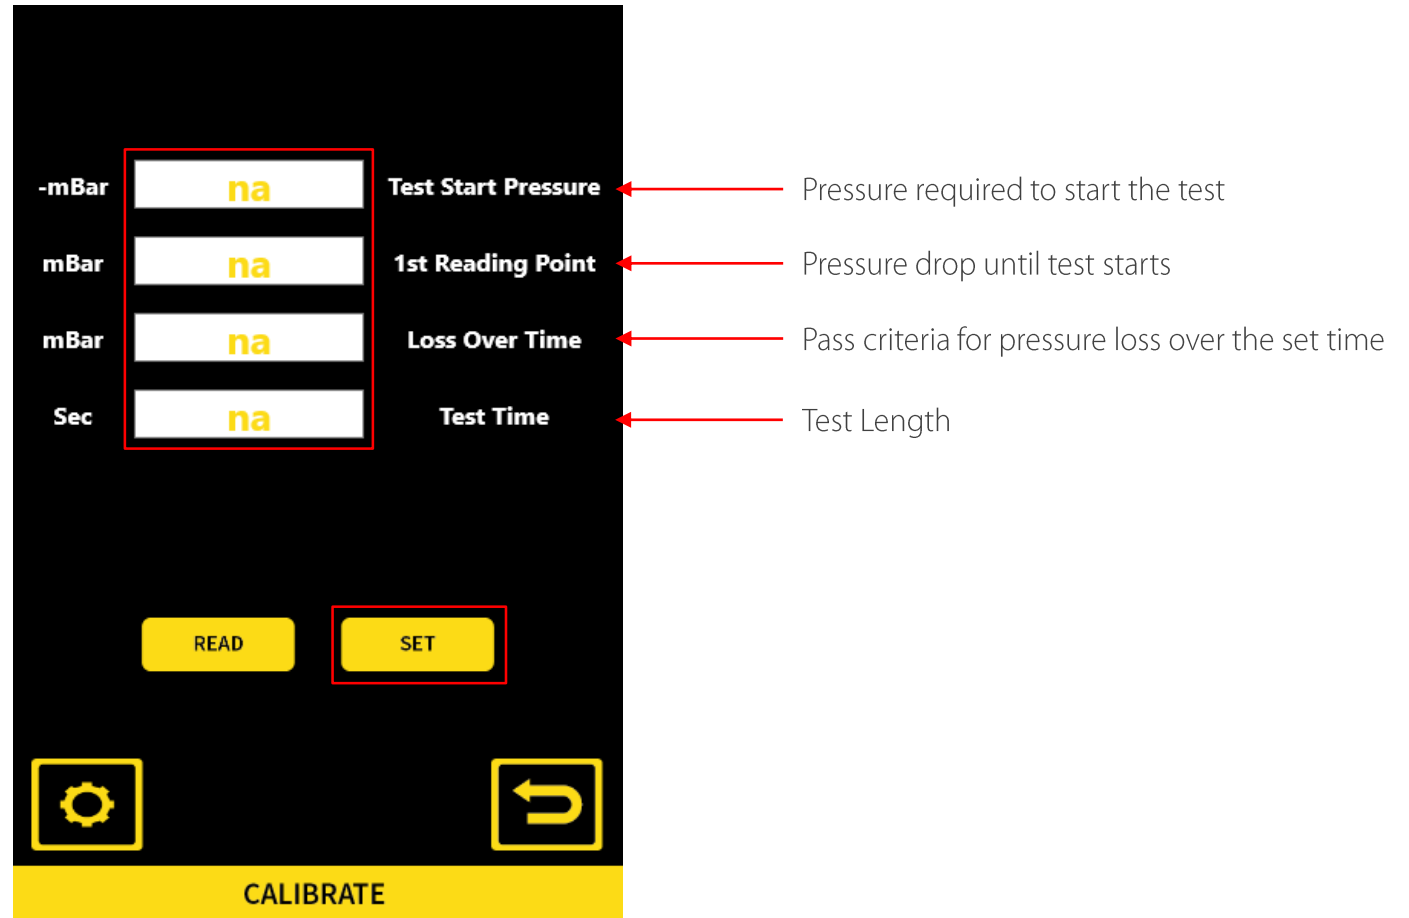 -mBar na Test Start Pressure Pressure required to start the test
mBar na 1st Reading Point Pressure drop until test starts
mBar na Loss Over Time Pass criteria for pressure loss over the set time
Sec na Test Time Test Length
READ SET
CALIBRATE